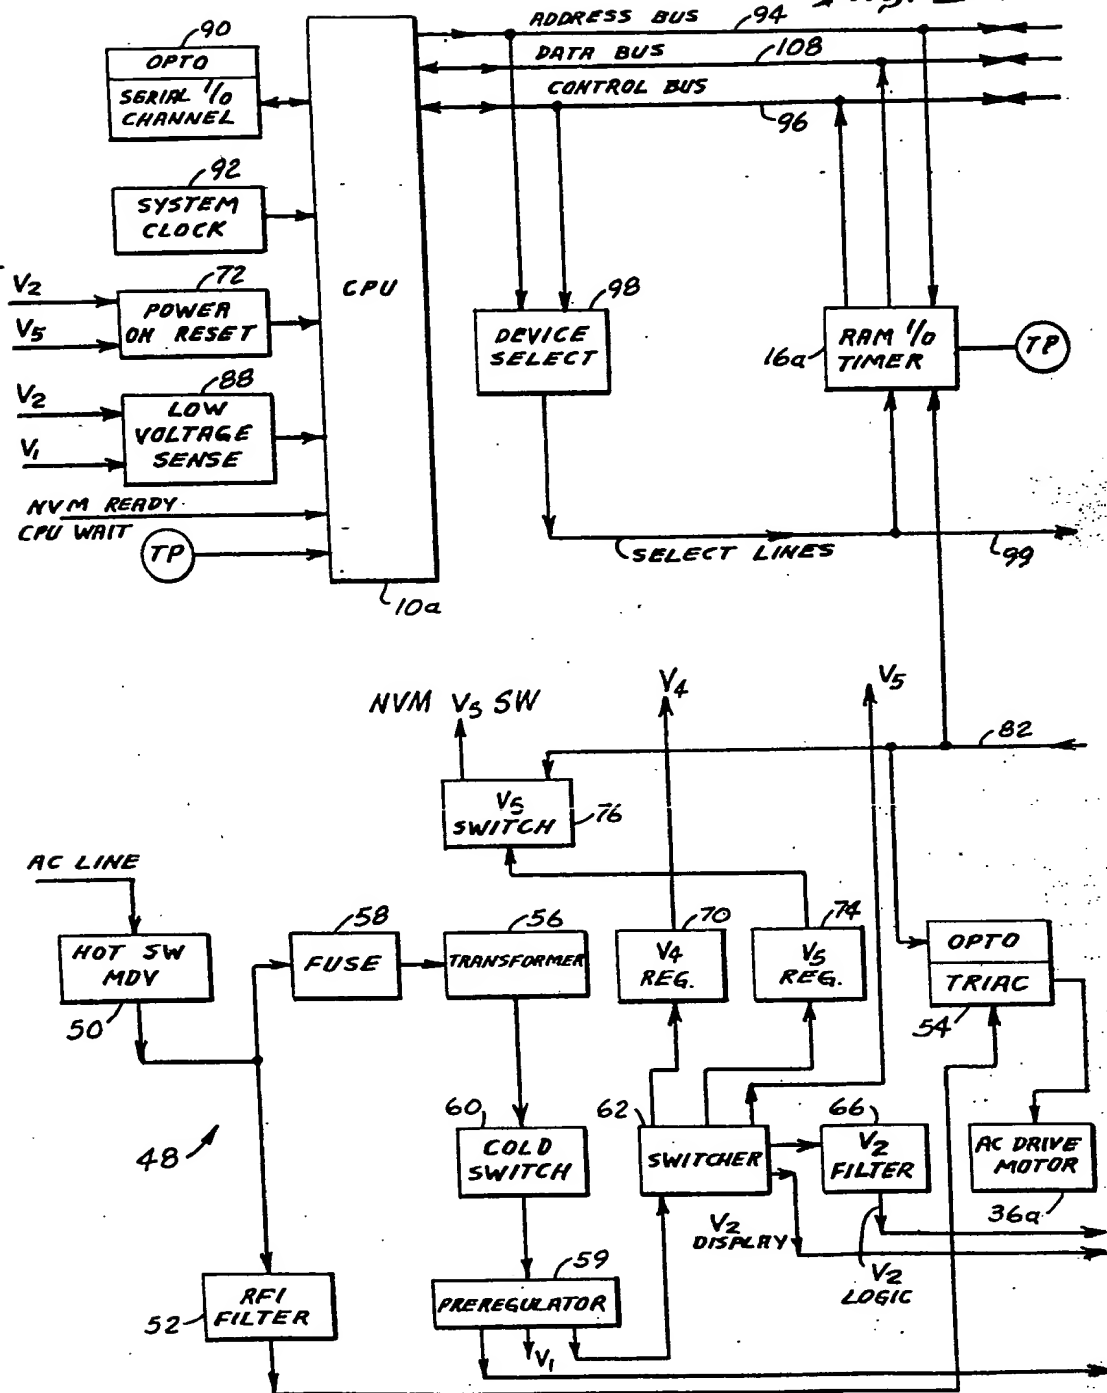 ADDRESS BUS
94
90
OPTO
SERIAL I/O
CHANNEL
DATA BUS
108
CONTROL BUS
96
92
SYSTEM
CLOCK
CPU
V2
72
POWER
ON RESET
V5
98
DEVICE
SELECT
RAM I/O
TIMER
16a
TP
V2
88
LOW
VOLTAGE
SENSE
V1
NVM READY
CPU WAIT
TP
SELECT LINES
99
10a
NVM V5 SW
V4
V5
82
V5
SWITCH
76
AC LINE
HOT SW
MDV
50
58
FUSE
56
TRANSFORMER
70
V4
REG.
74
V5
REG.
OPTO
TRIAC
54
48
60
COLD
SWITCH
62
SWITCHER
66
V2
FILTER
AC DRIVE
MOTOR
36a
V2
DISPLAY
V2
LOGIC
RFI
FILTER
52
59
PREREGULATOR
V1